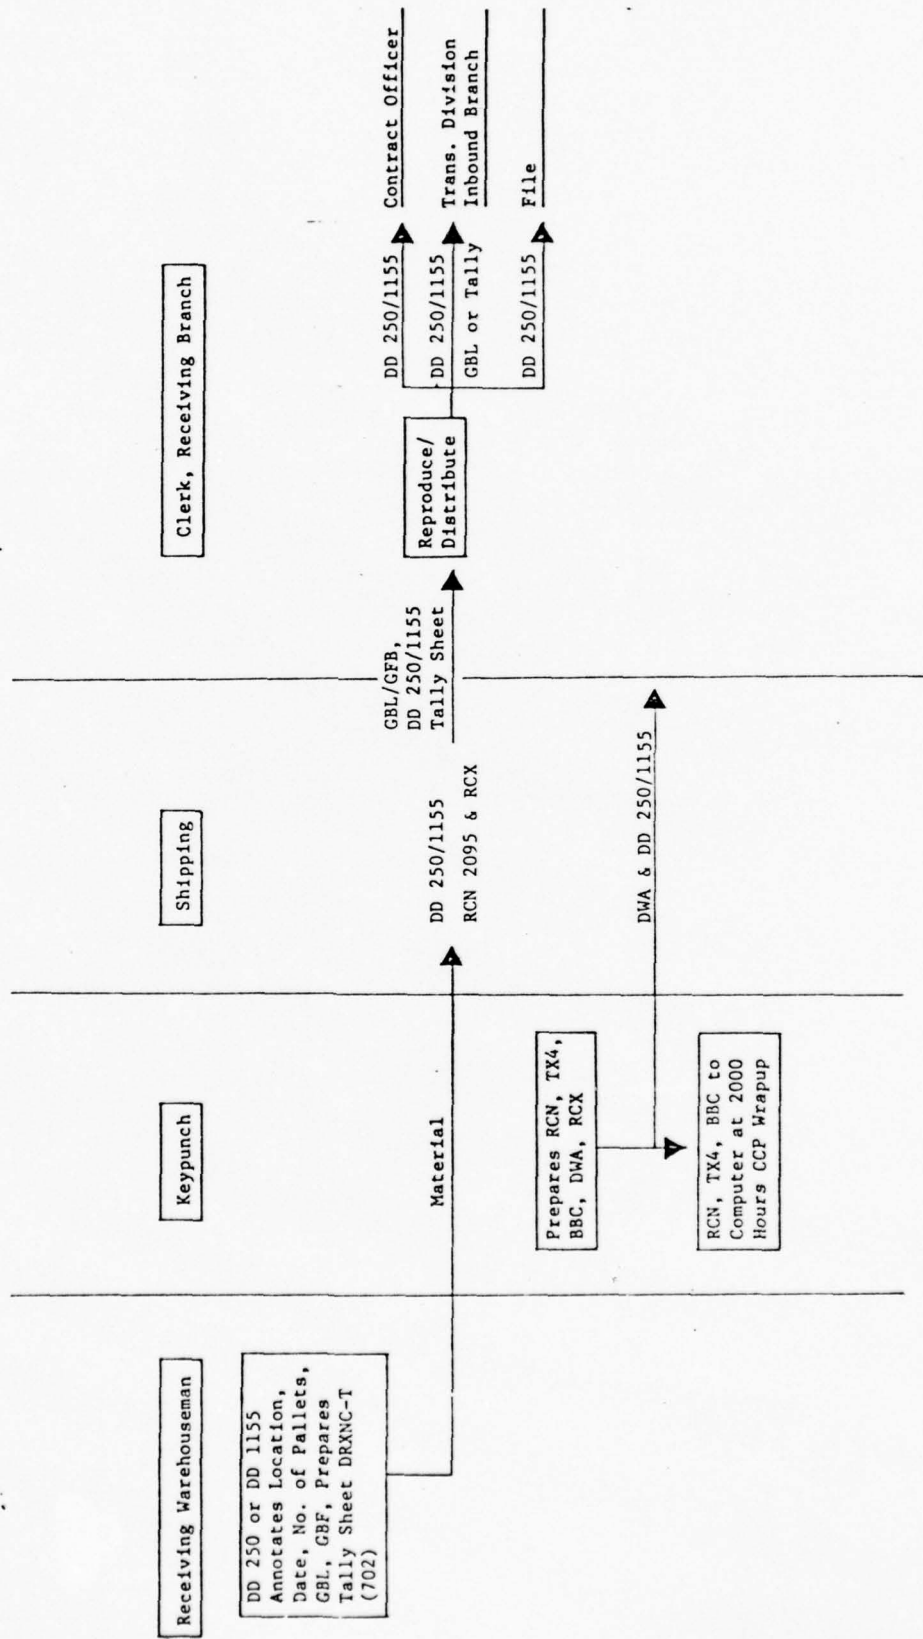 Receiving Warehouseman
DD 250 or DD 1155
Annotates Location,
Date, No. of Pallets,
GBL, GBF, Prepares
Tally Sheet DRXNC-T
(702)
Keypunch
Material
Prepares RCN, TX4,
BBC, DWA, RCX
RCN, TX4, BBC to
Computer at 2000
Hours CCP Wrapup
Shipping
DD 250/1155
RCN 2095 & RCX
DWA & DD 250/1155
Clerk, Receiving Branch
GBL/GFB,
DD 250/1155
Tally Sheet
Reproduce/
Distribute
DD 250/1155
Contract Officer
DD 250/1155
GBL or Tally
Trans. Division
Inbound Branch
DD 250/1155
File